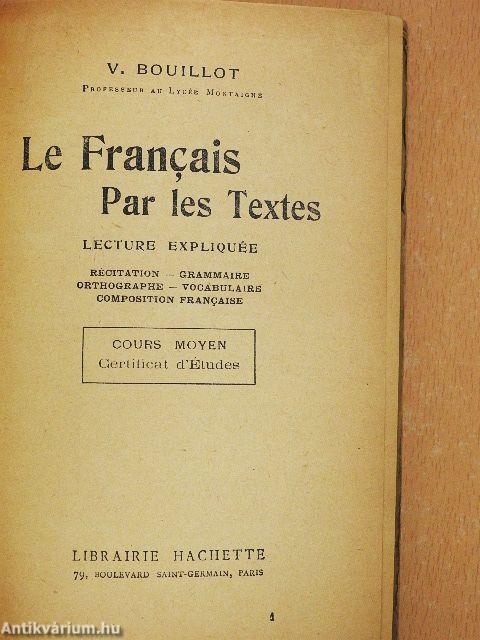 V. BOUILLOT
PROFESSEUR AU LYCÉE MONTAIGNE
Le Français
Par les Textes
LECTURE EXPLIQUÉE
RÉCITATION — GRAMMAIRE
ORTHOGRAPHE — VOCABULAIRE
COMPOSITION FRANÇAISE
COURS MOYEN
Certificat d'Études
LIBRAIRIE HACHETTE
79, BOULEVARD SAINT-GERMAIN, PARIS
1
Antikvárium.hu